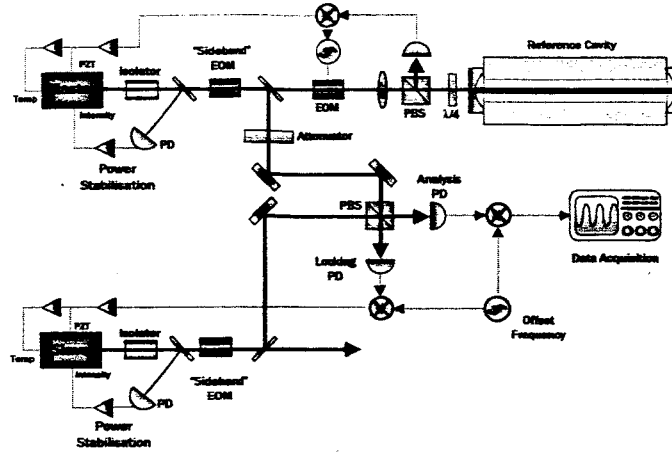 "Sideband"
EOM
Reference Cavity
PZT
Isolator
Temp
Intensity
EOM
PBS
λ/4
PD
Attenuator
Power
Stabilisation
Analysis
PD
PBS
Locking
PD
Data Acquisition
Offset
Frequency
PZT
Isolator
Temp
Intensity
"Sideband"
EOM
PD
Power
Stabilisation